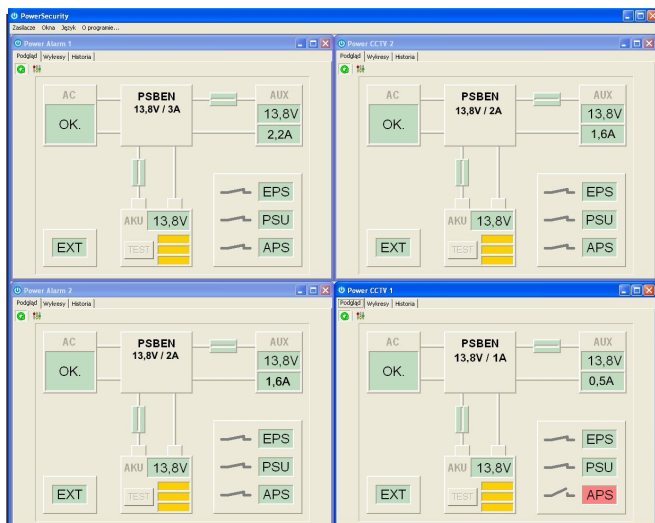 PowerSecurity
Zasilacze Okna Język O programie...
Power Alarm 1
Podgląd Wykresy Historia
AC
OK.
PSBEN
13,8V / 3A
AUX
13,8V
2,2A
EPS
PSU
APS
AKU 13,8V
TEST
EXT
Power CCTV 2
Podgląd Wykresy Historia
AC
OK.
PSBEN
13,8V / 2A
AUX
13,8V
1,6A
EPS
PSU
APS
AKU 13,8V
TEST
EXT
Power Alarm 2
Podgląd Wykresy Historia
AC
OK.
PSBEN
13,8V / 2A
AUX
13,8V
1,6A
EPS
PSU
APS
AKU 13,8V
TEST
EXT
Power CCTV 1
Podgląd Wykresy Historia
AC
OK.
PSBEN
13,8V / 1A
AUX
13,8V
0,5A
EPS
PSU
APS
AKU 13,8V
TEST
EXT